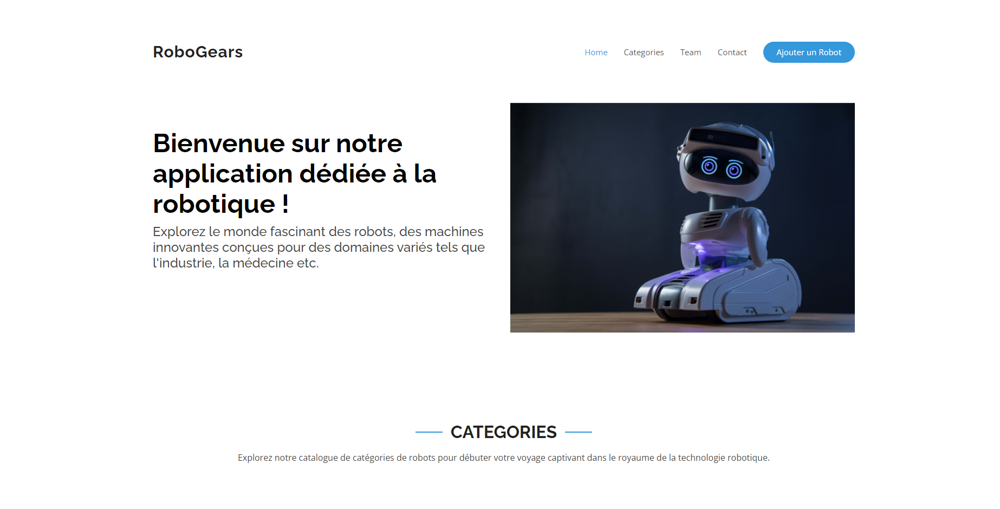 RoboGears
Home
Categories
Team
Contact
Ajouter un Robot
Bienvenue sur notre
application dédiée à la
robotique !
Explorez le monde fascinant des robots, des machines
innovantes conçues pour des domaines variés tels que
l'industrie, la médecine etc.
CATEGORIES
Explorez notre catalogue de catégories de robots pour débuter votre voyage captivant dans le royaume de la technologie robotique.